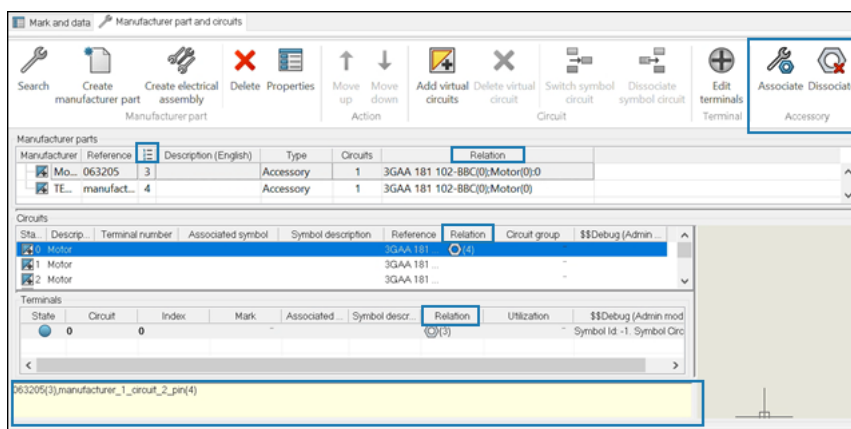 Mark and data Manufacturer part and circuits
Search Create manufacturer part Create electrical assembly Delete Properties Move up Move down Add virtual circuits Delete virtual circuit Switch symbol circuit Dissociate symbol circuit Edit terminals Associate Dissociat
Manufacturer part Action Circuit Terminal Accessory
Manufacturer parts
Manufacturer Reference Description (English) Type Circuits Relation
Mo... 063205 3 Accessory 1 3GAA 181 102-BBC(0);Motor(0):0
TE... manufact... 4 Accessory 1 3GAA 181 102-BBC(0);Motor(0)
Circuits
Sta... Descrip... Terminal number Associated symbol Symbol description Reference Relation Circuit group $$Debug (Admin ...
0 Motor 3GAA 181 ... (4)
1 Motor 3GAA 181 ...
2 Motor 3GAA 181 ...
Terminals
State Circuit Index Mark Associated ... Symbol descr... Relation Utilization $$Debug (Admin mod
0 0 (3) Symbol Id: -1. Symbol Circ
063205(3),manufacturer_1_circuit_2_pin(4)